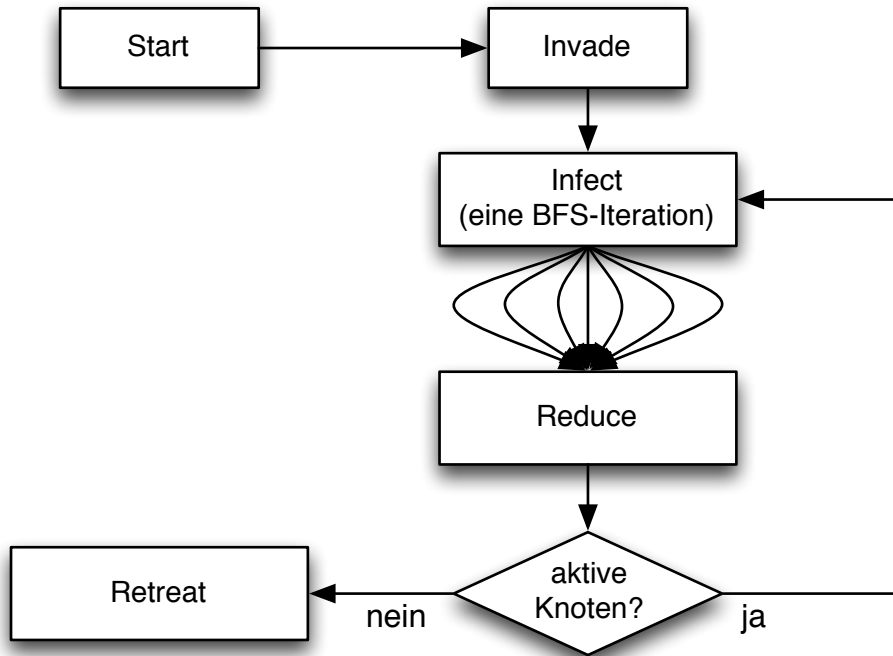 Start
Invade
Infect
(eine BFS-Iteration)
Reduce
aktive
Knoten?
Retreat
nein
ja